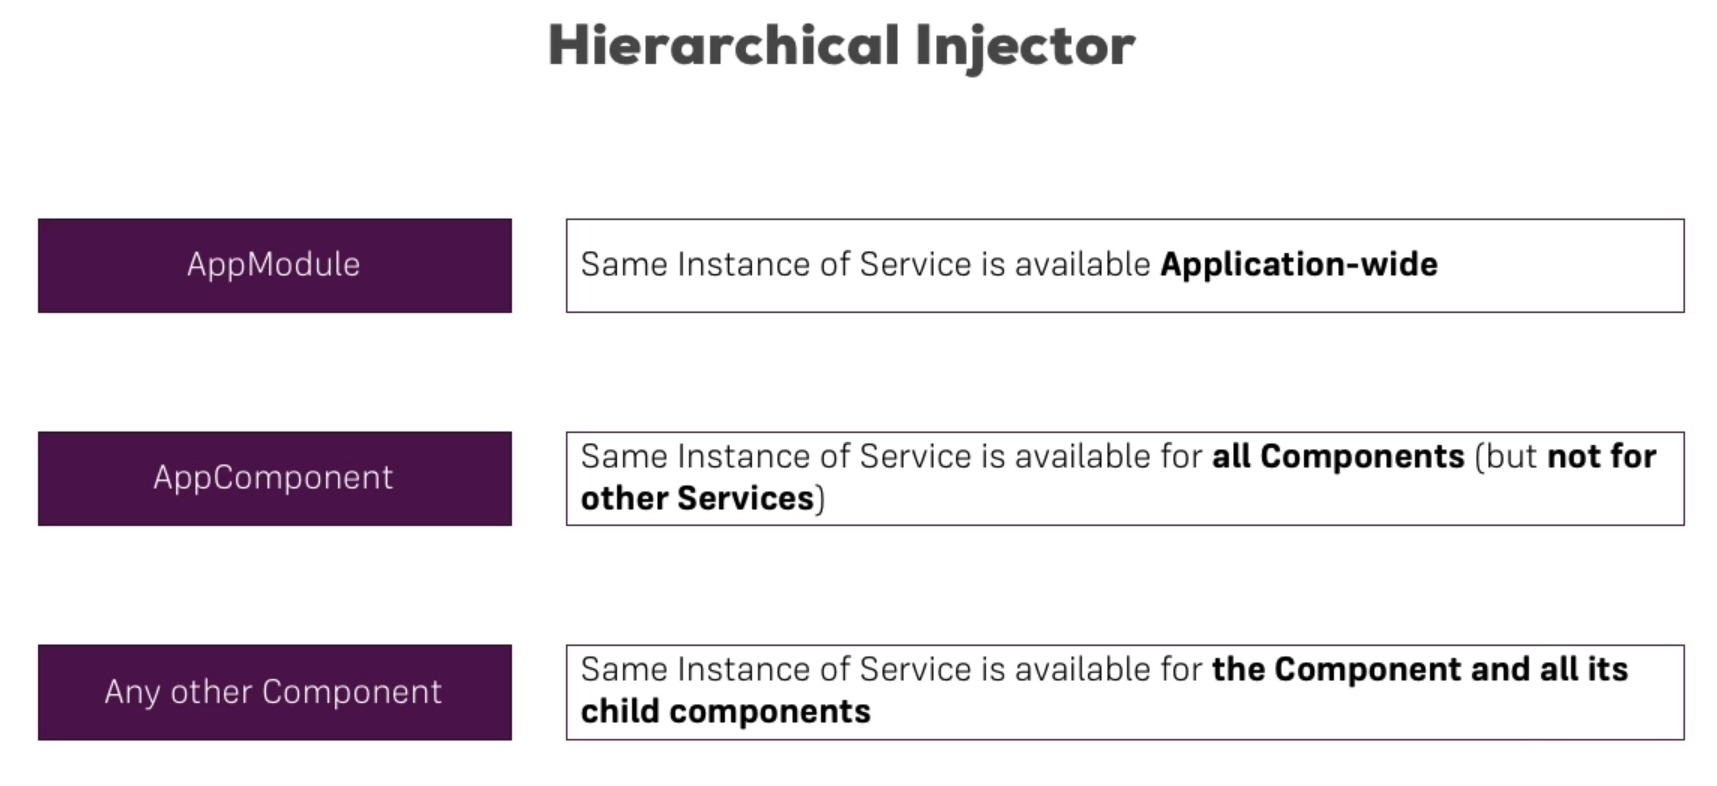 Hierarchical Injector
AppModule
Same Instance of Service is available Application-wide
AppComponent
Same Instance of Service is available for all Components (but not for
other Services)
Any other Component
Same Instance of Service is available for the Component and all its
child components